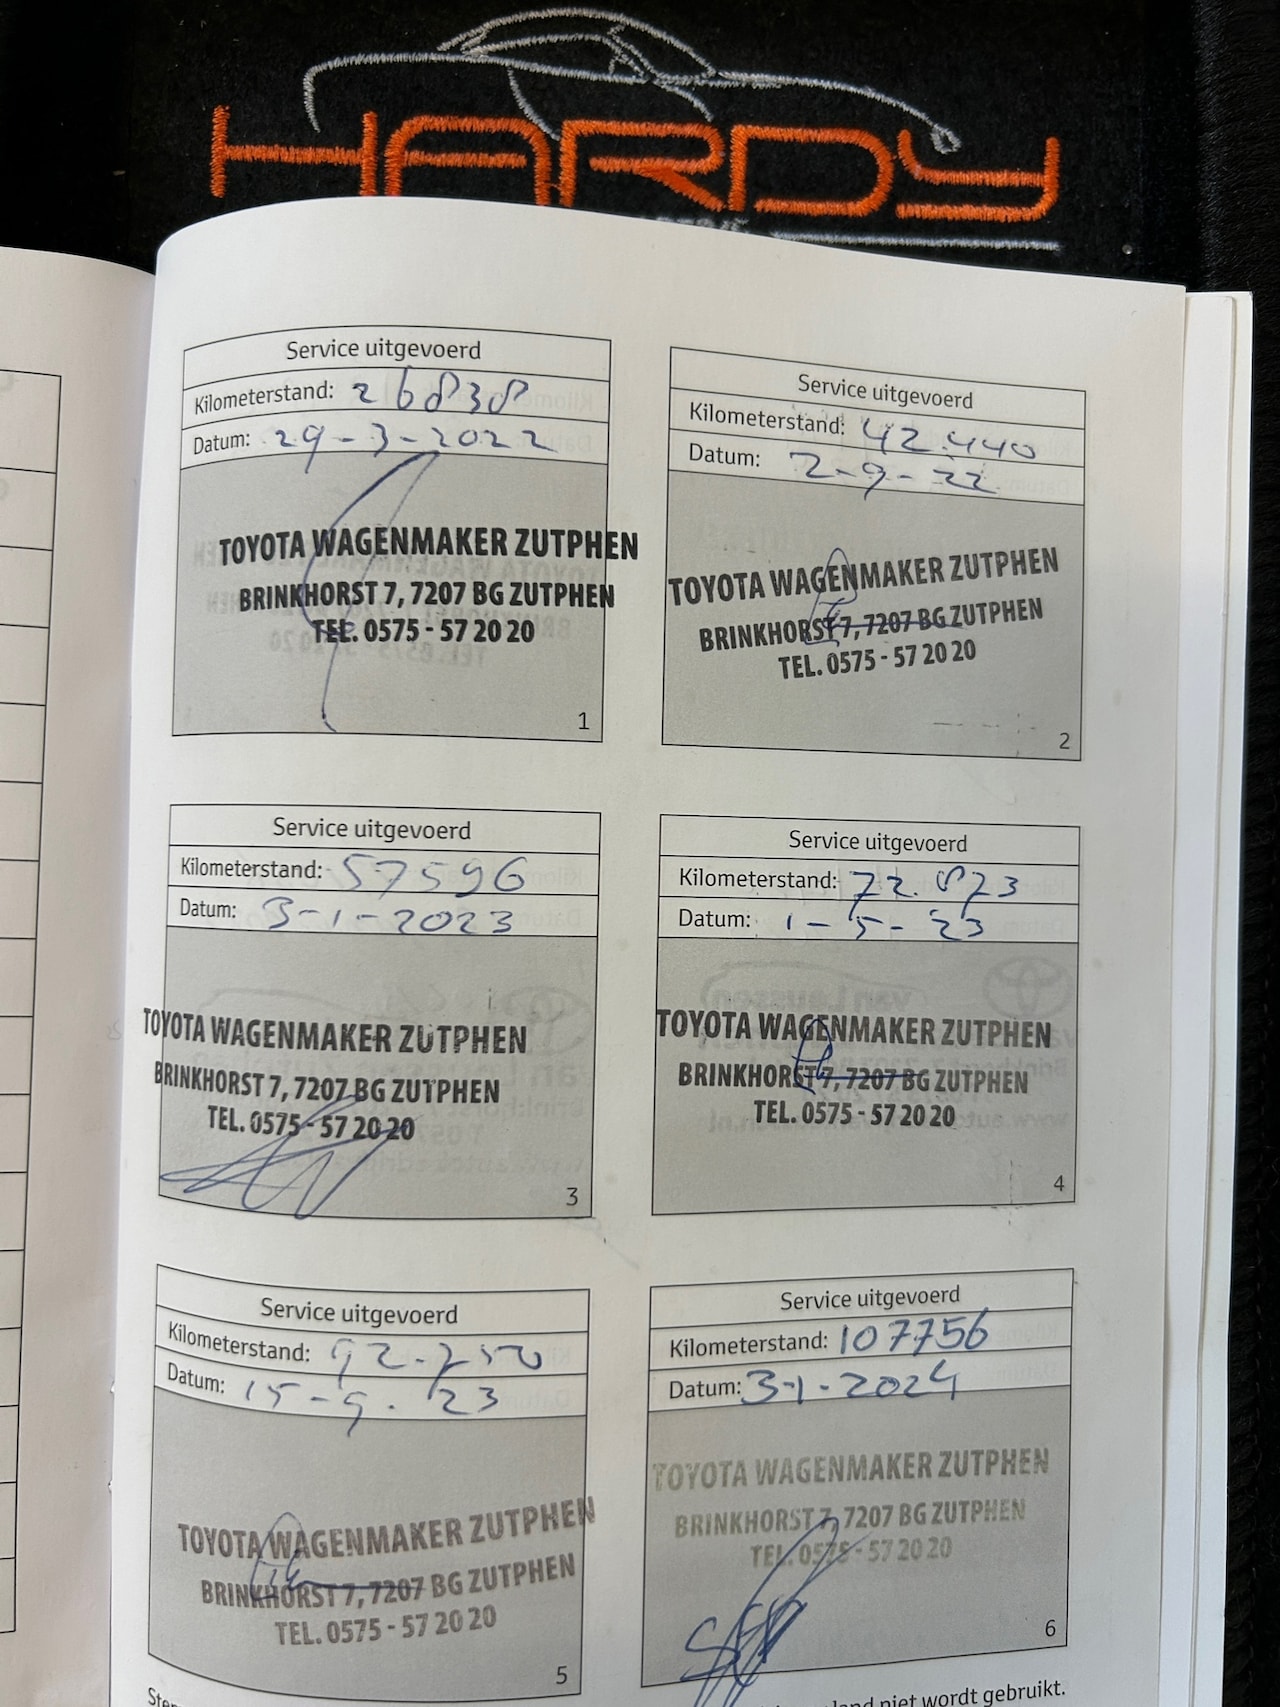 HARDY
Service uitgevoerd
Kilometerstand: 26838
Datum: 29-3-2022
TOYOTA WAGENMAKER ZUTPHEN
BRINKHORST 7, 7207 BG ZUTPHEN
TEL. 0575 - 57 20 20
1
Service uitgevoerd
Kilometerstand: 42.440
Datum: 2-9-22
TOYOTA WAGENMAKER ZUTPHEN
BRINKHORST 7, 7207 BG ZUTPHEN
TEL. 0575 - 57 20 20
2
Service uitgevoerd
Kilometerstand: 57596
Datum: 3-1-2023
TOYOTA WAGENMAKER ZUTPHEN
BRINKHORST 7, 7207 BG ZUTPHEN
TEL. 0575 - 57 20 20
3
Service uitgevoerd
Kilometerstand: 72.873
Datum: 1-5-23
TOYOTA WAGENMAKER ZUTPHEN
BRINKHORST 7, 7207 BG ZUTPHEN
TEL. 0575 - 57 20 20
4
Service uitgevoerd
Kilometerstand: 92.750
Datum: 15-9-23
TOYOTA WAGENMAKER ZUTPHEN
BRINKHORST 7, 7207 BG ZUTPHEN
TEL. 0575 - 57 20 20
5
Service uitgevoerd
Kilometerstand: 107756
Datum: 3-1-2024
TOYOTA WAGENMAKER ZUTPHEN
BRINKHORST 7, 7207 BG ZUTPHEN
TEL. 0575 - 57 20 20
6
niet wordt gebruikt.